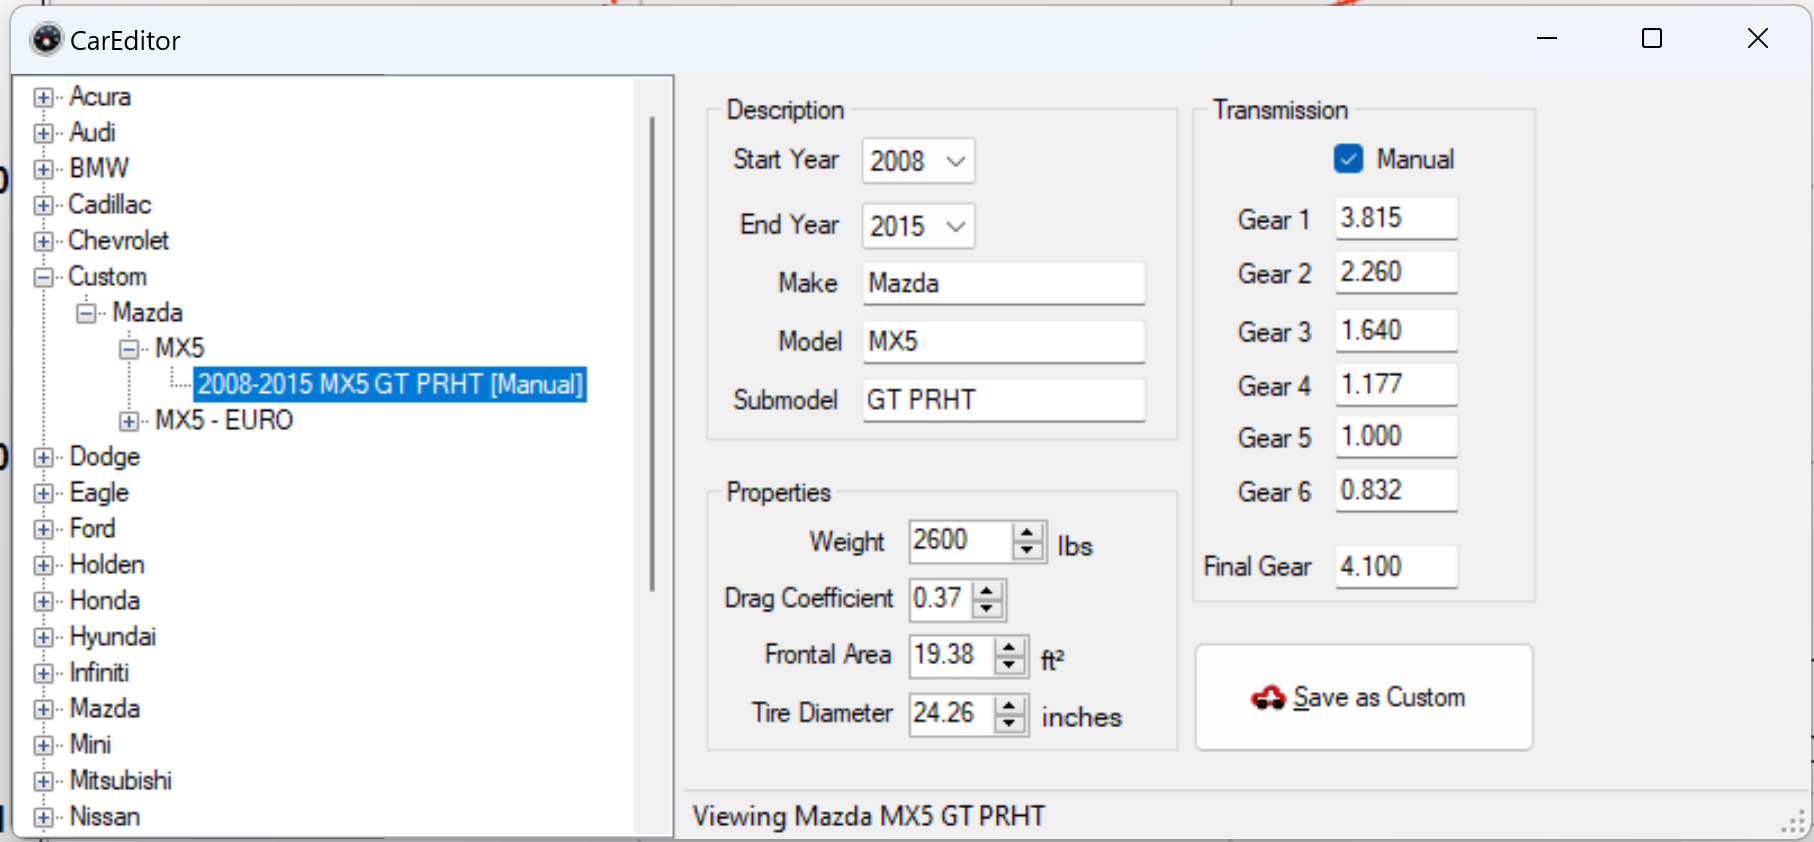 CarEditor
Acura
Audi
BMW
Cadillac
Chevrolet
Custom
Mazda
MX5
2008-2015 MX5 GT PRHT [Manual]
MX5 - EURO
Dodge
Eagle
Ford
Holden
Honda
Hyundai
Infiniti
Mazda
Mini
Mitsubishi
Nissan
Description
Start Year 2008
End Year 2015
Make Mazda
Model MX5
Submodel GT PRHT
Properties
Weight 2600 lbs
Drag Coefficient 0.37
Frontal Area 19.38 ft²
Tire Diameter 24.26 inches
Transmission
Manual
Gear 1 3.815
Gear 2 2.260
Gear 3 1.640
Gear 4 1.177
Gear 5 1.000
Gear 6 0.832
Final Gear 4.100
Save as Custom
Viewing Mazda MX5 GT PRHT